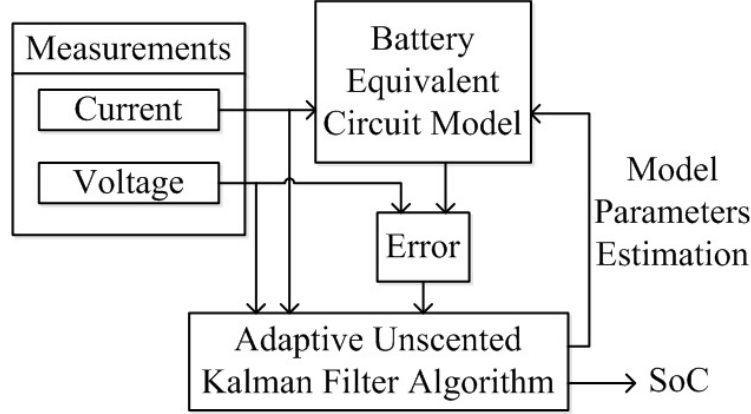 Measurements
Current
Voltage
Battery
Equivalent
Circuit Model
Error
Model
Parameters
Estimation
Adaptive Unscented
Kalman Filter Algorithm
SoC